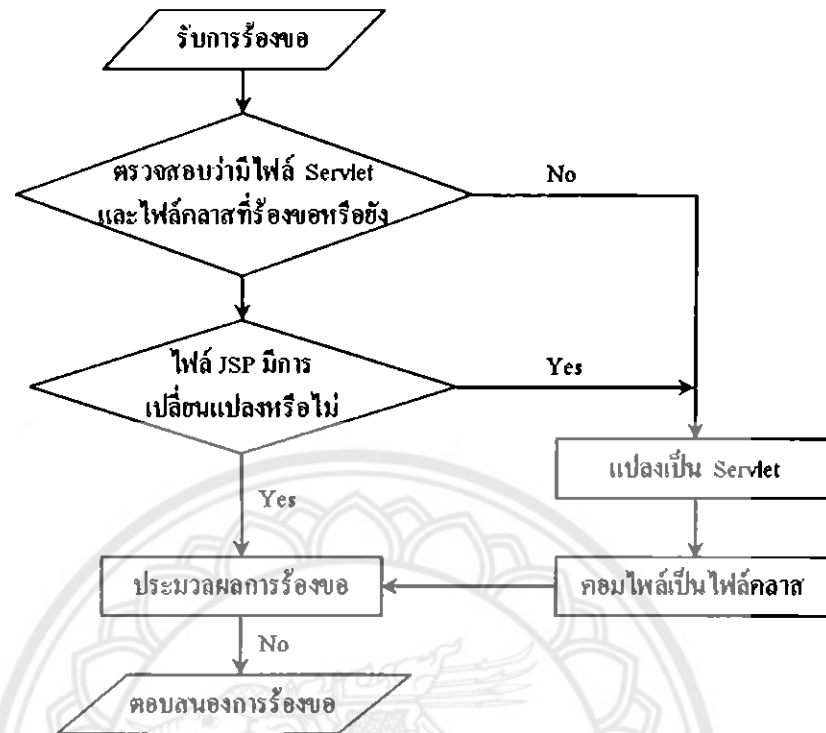 รับการร้องขอ
ตรวจสอบว่ามีไฟล์ Servlet
และไฟล์คลาสที่ร้องขอหรือยัง
No
ไฟล์ JSP มีการ
เปลี่ยนแปลงหรือไม่
Yes
แปลงเป็น Servlet
Yes
ประมวลผลการร้องขอ
คอมไพล์เป็นไฟล์คลาส
No
ตอบสนองการร้องขอ